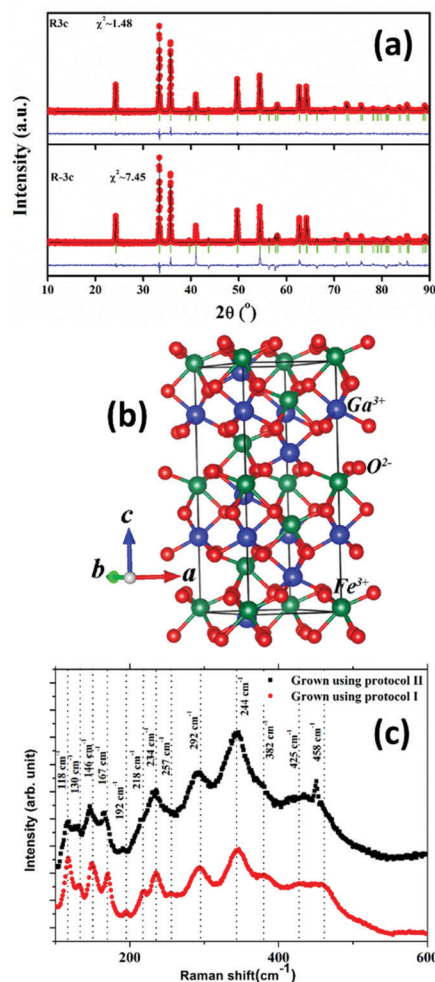 R3c χ²~1.48 (a)
R-3c χ²~7.45
Intensity (a.u.)
10 20 30 40 50 60 70 80 90
2θ (°)
(b)
Ga³⁺
O²⁻
Fe³⁺
c
b
a
(c)
Grown using protocol II
Grown using protocol I
118 cm⁻¹
130 cm⁻¹
146 cm⁻¹
167 cm⁻¹
192 cm⁻¹
218 cm⁻¹
234 cm⁻¹
257 cm⁻¹
292 cm⁻¹
244 cm⁻¹
382 cm⁻¹
425 cm⁻¹
458 cm⁻¹
Intensity (arb. unit)
200 400 600
Raman shift(cm⁻¹)